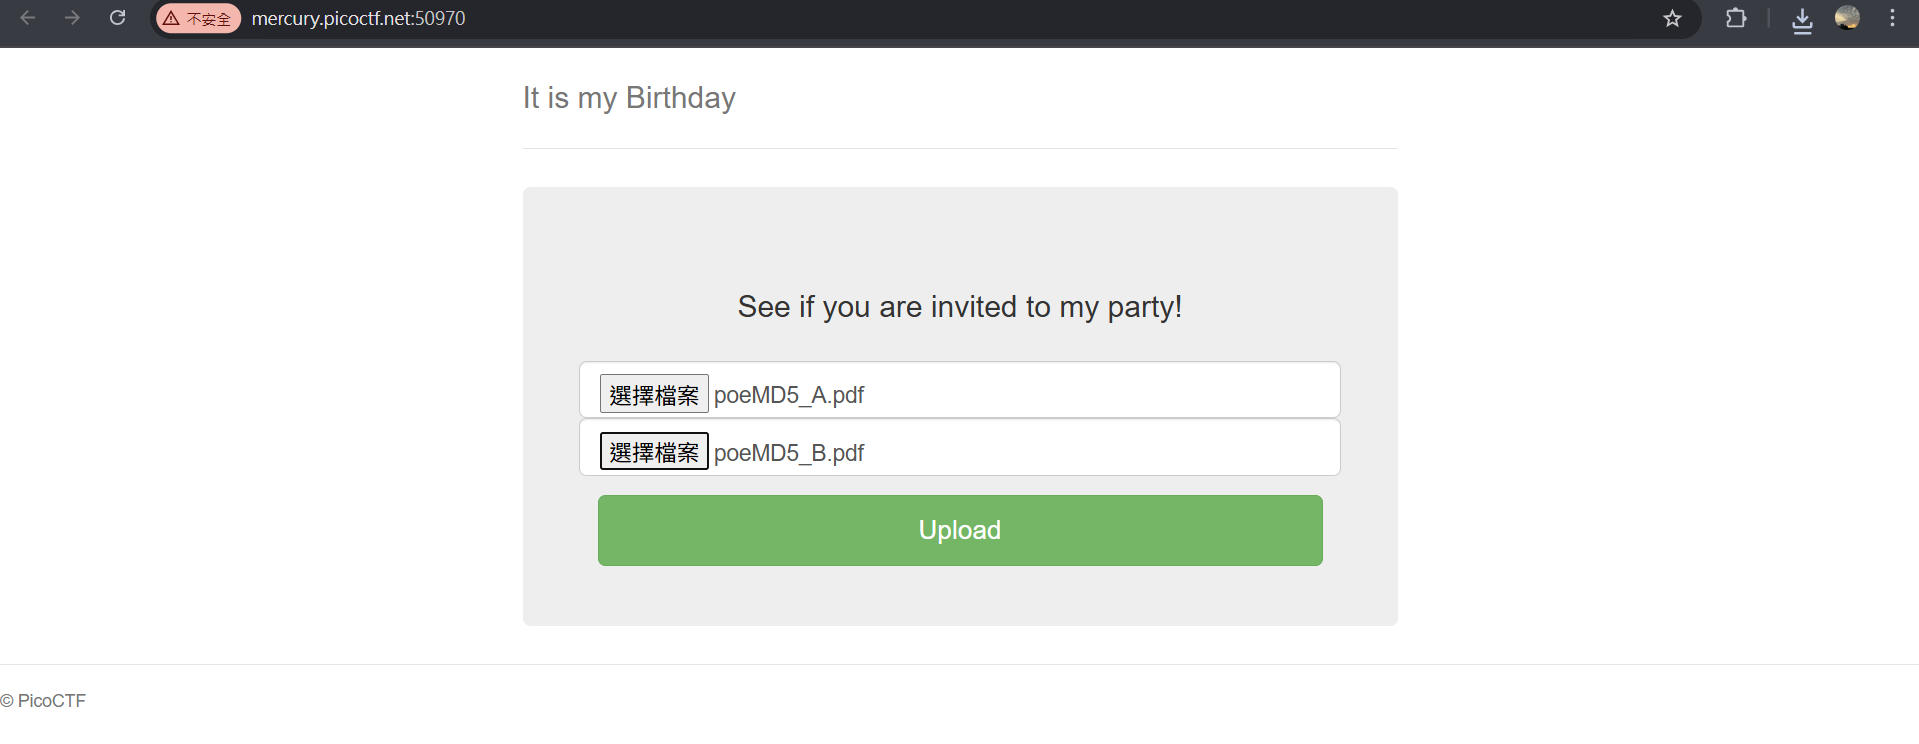 不安全 mercury.picoctf.net:50970
It is my Birthday
See if you are invited to my party!
選擇檔案 poeMD5_A.pdf
選擇檔案 poeMD5_B.pdf
Upload
© PicoCTF